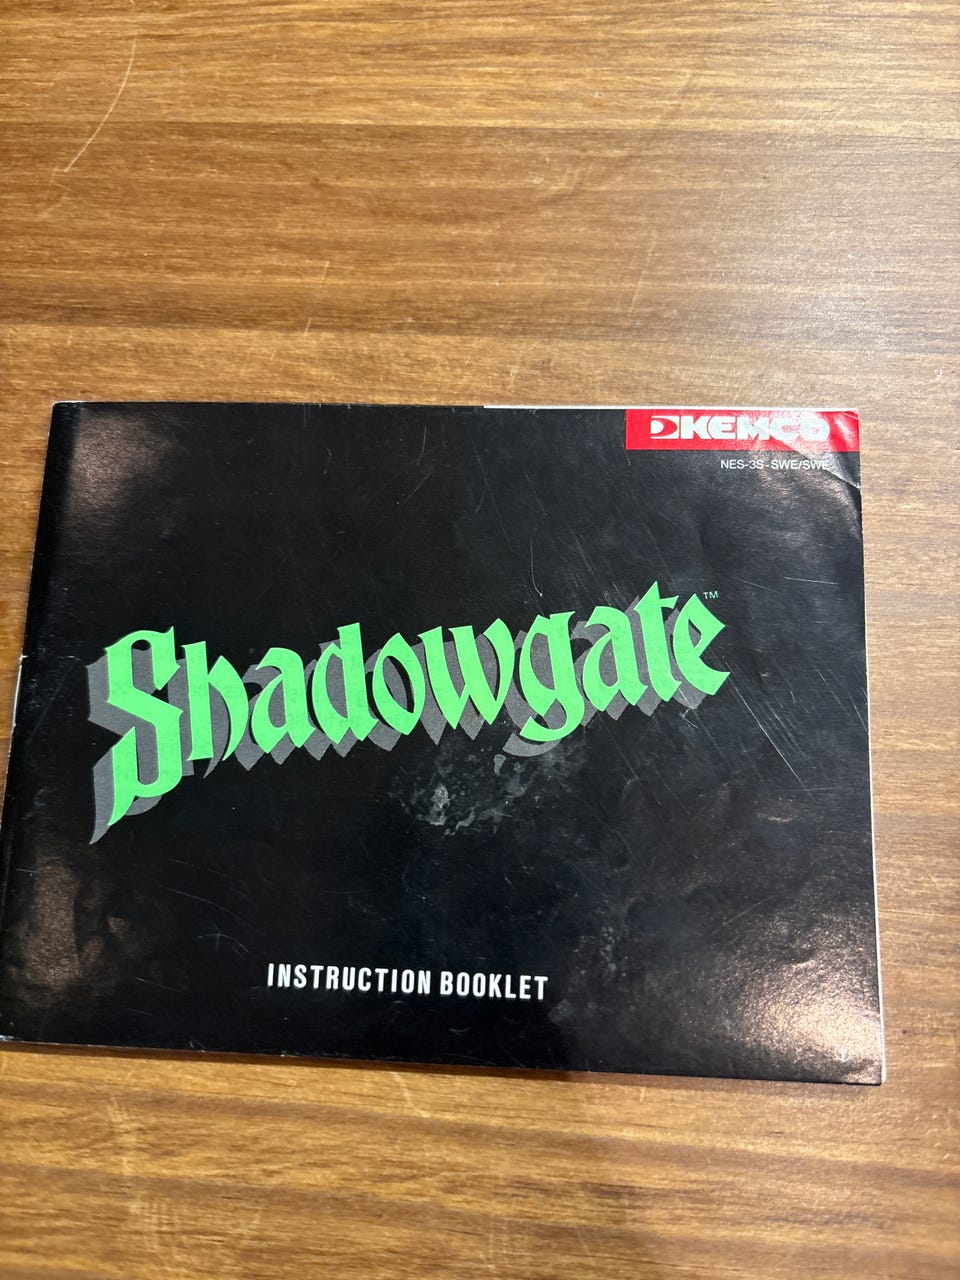 KEMCO
NES-3S-SWE/SWE
Shadowgate™
INSTRUCTION BOOKLET